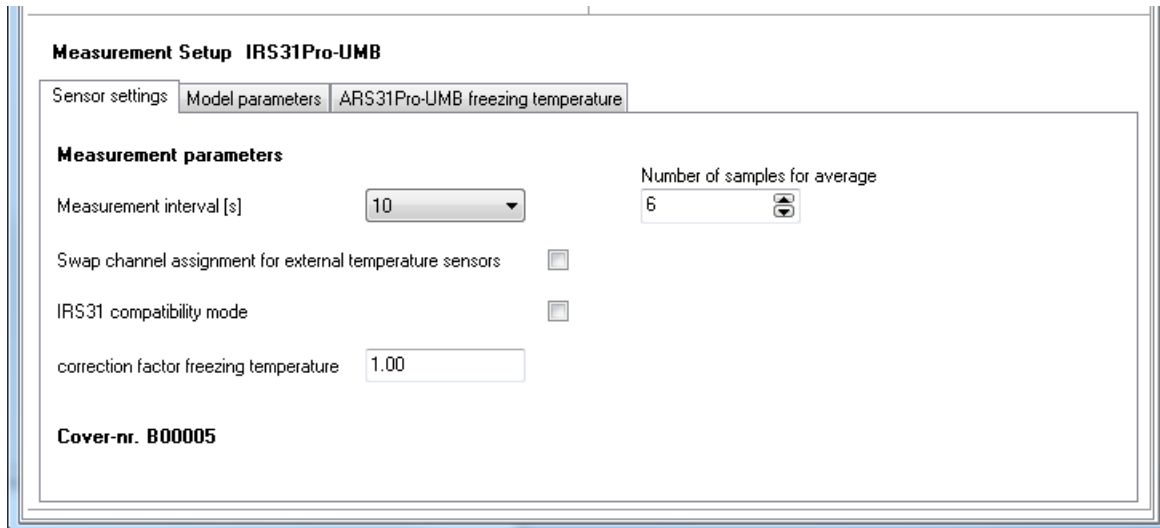 Measurement Setup IRS31Pro-UMB
Sensor settings Model parameters ARS31Pro-UMB freezing temperature
Measurement parameters
Number of samples for average
Measurement interval [s] 10 6
Swap channel assignment for external temperature sensors
IRS31 compatibility mode
correction factor freezing temperature 1.00
Cover-nr. B00005